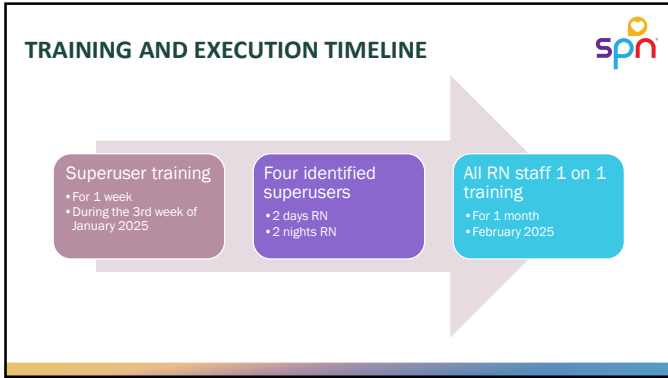 TRAINING AND EXECUTION TIMELINE
spn
Superuser training
•For 1 week
•During the 3rd week of
January 2025
Four identified
superusers
•2 days RN
•2 nights RN
All RN staff 1 on 1
training
•For 1 month
•February 2025